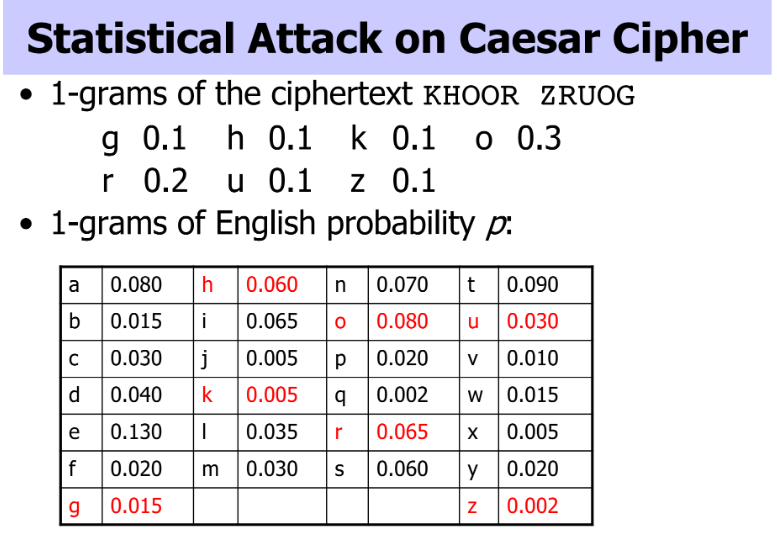 Statistical Attack on Caesar Cipher
• 1-grams of the ciphertext KHOOR ZRUOG
g 0.1 h 0.1 k 0.1 o 0.3
r 0.2 u 0.1 z 0.1
• 1-grams of English probability p:
a 0.080 h 0.060 n 0.070 t 0.090
b 0.015 i 0.065 o 0.080 u 0.030
c 0.030 j 0.005 p 0.020 v 0.010
d 0.040 k 0.005 q 0.002 w 0.015
e 0.130 l 0.035 r 0.065 x 0.005
f 0.020 m 0.030 s 0.060 y 0.020
g 0.015 z 0.002